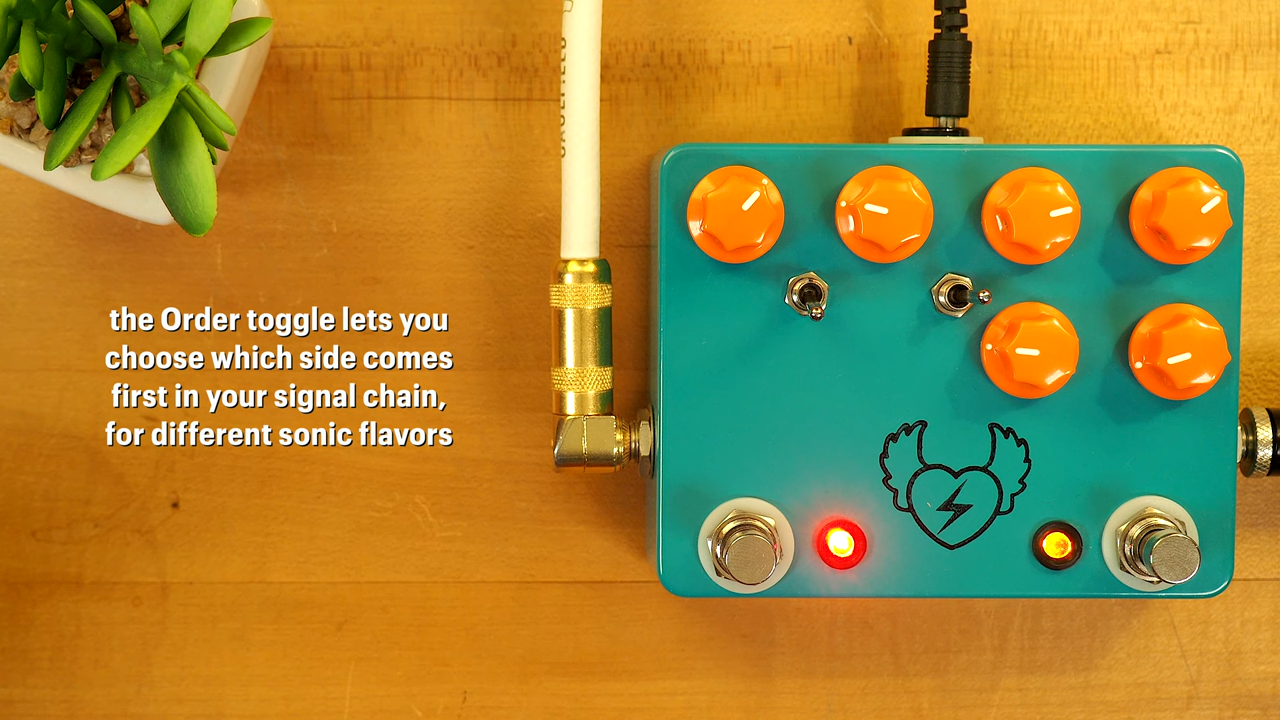 the Order toggle lets you
choose which side comes
first in your signal chain,
for different sonic flavors